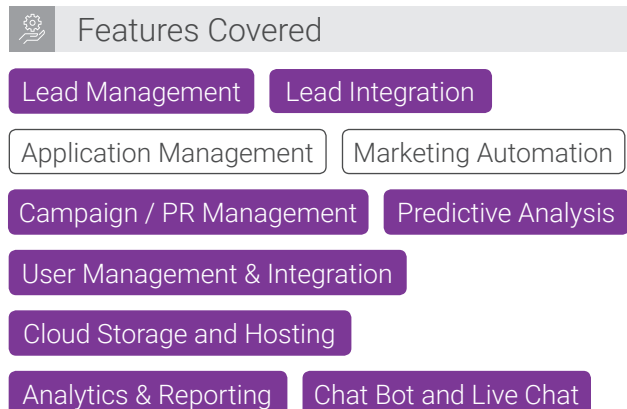 Features Covered
Lead Management Lead Integration
Application Management Marketing Automation
Campaign / PR Management Predictive Analysis
User Management & Integration
Cloud Storage and Hosting
Analytics & Reporting Chat Bot and Live Chat